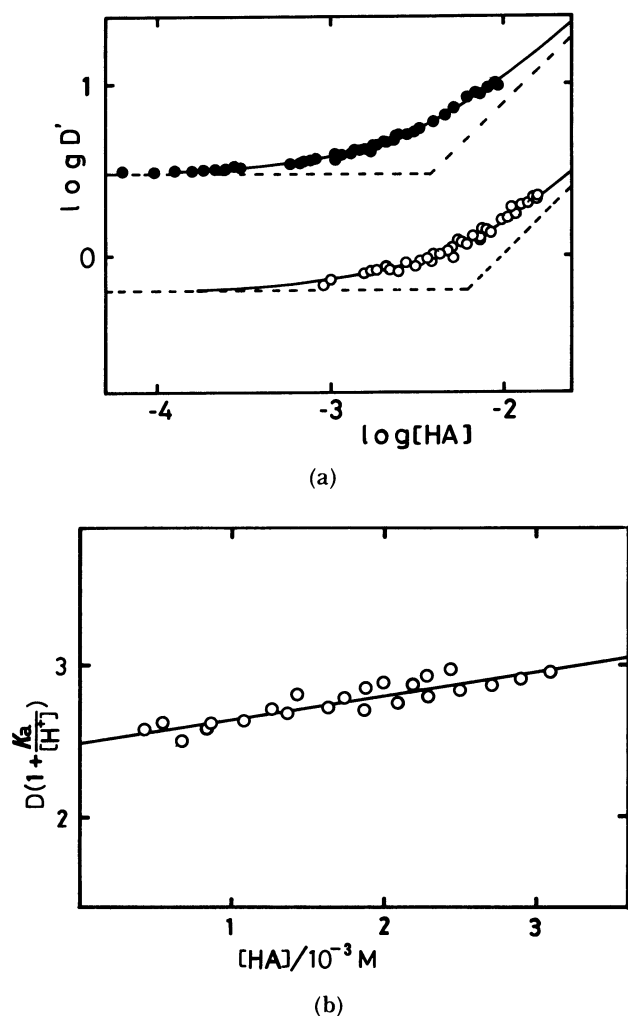 1
log D'
0
-4
-3
-2
log[HA]
(a)
3
D(1+Ka/[H+])
2
1
2
3
[HA]/10⁻³ M
(b)